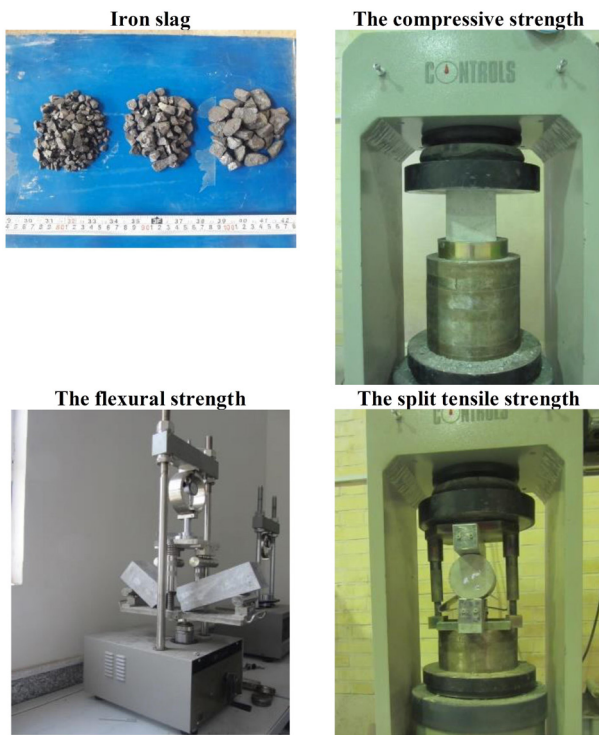 Iron slag
The compressive strength
CONTROLS
The flexural strength
The split tensile strength
CONTROLS